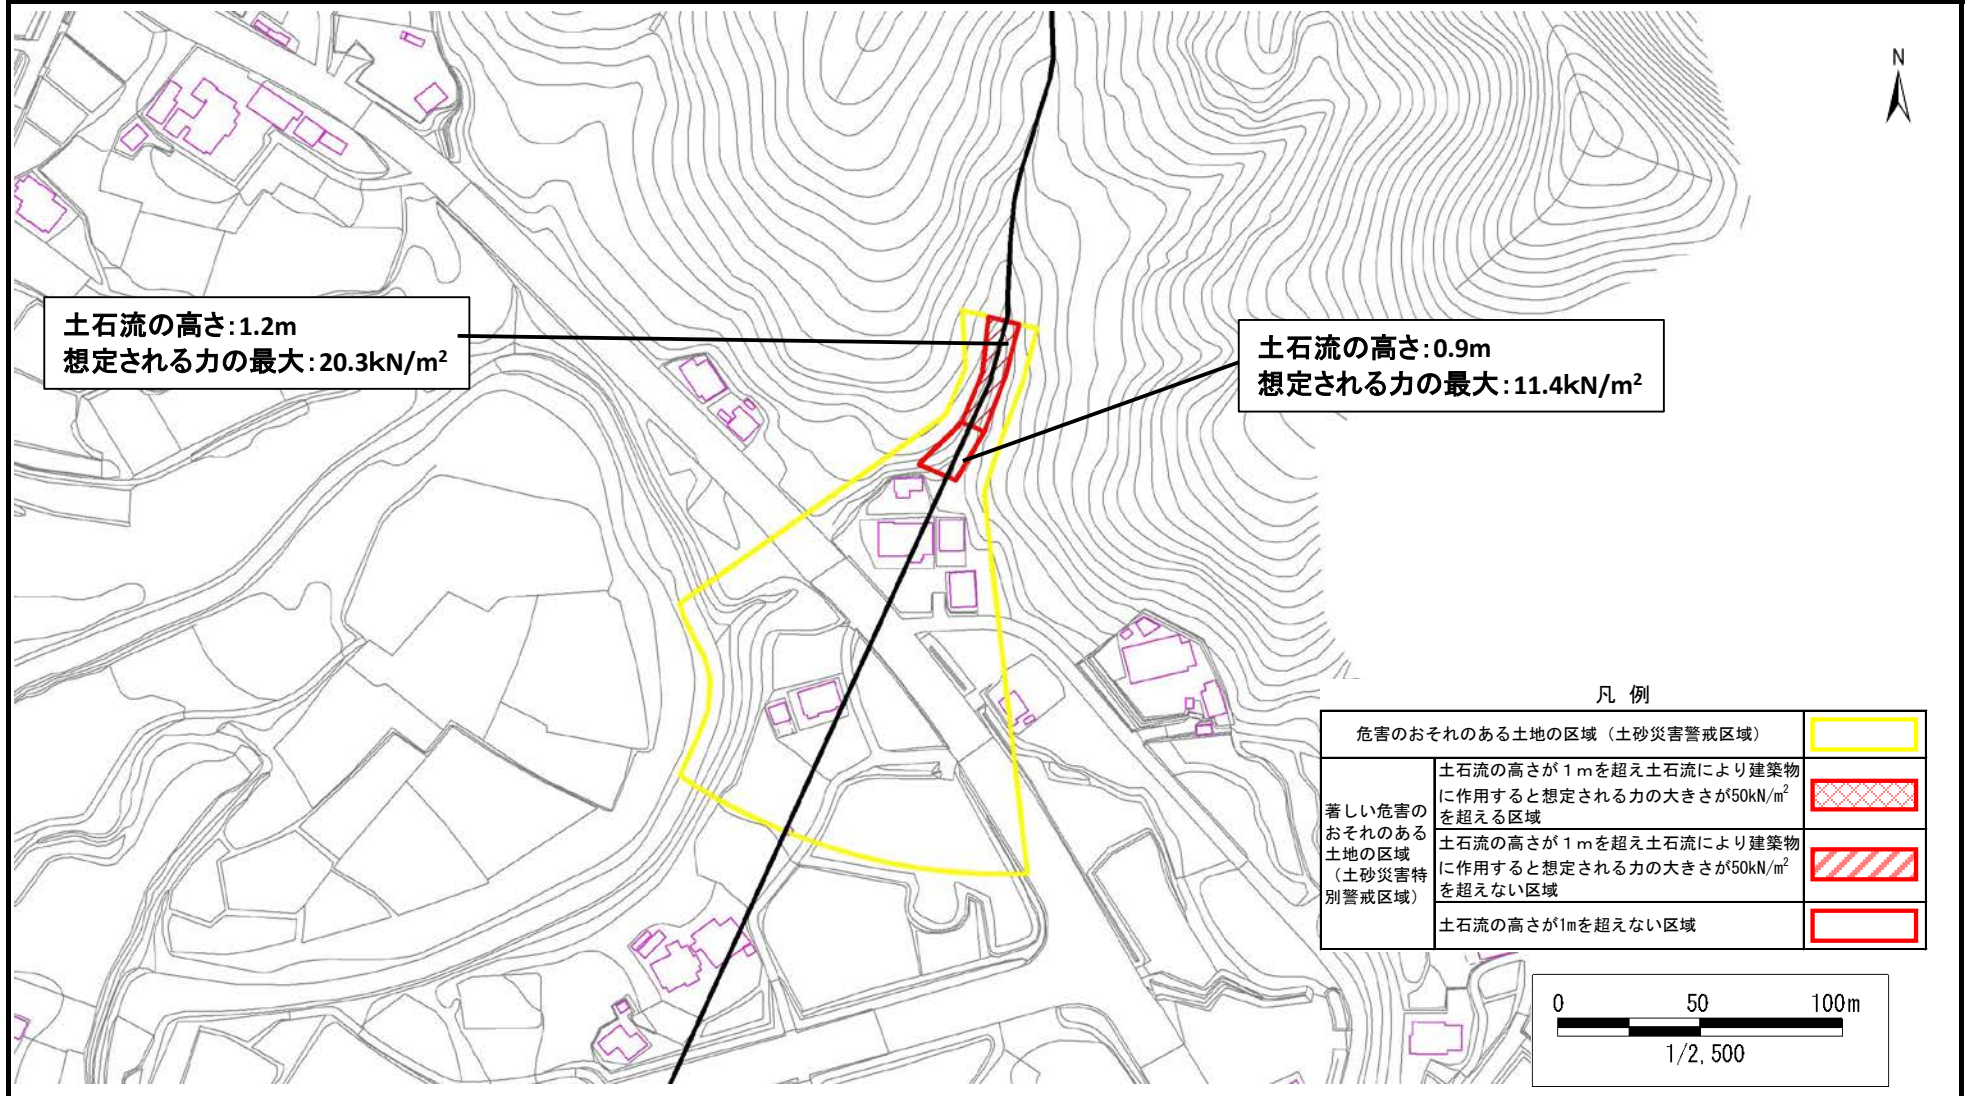 N
土石流の高さ:1.2m
想定される力の最大:20.3kN/m²
土石流の高さ:0.9m
想定される力の最大:11.4kN/m²
凡 例
危害のおそれのある土地の区域（土砂災害警戒区域）
著しい危害の
おそれのある
土地の区域
（土砂災害特
別警戒区域）
土石流の高さが１ｍを超え土石流により建築物
に作用すると想定される力の大きさが50kN/m²
を超える区域
土石流の高さが１ｍを超え土石流により建築物
に作用すると想定される力の大きさが50kN/m²
を超えない区域
土石流の高さが1mを超えない区域
0 50 100m
1/2,500